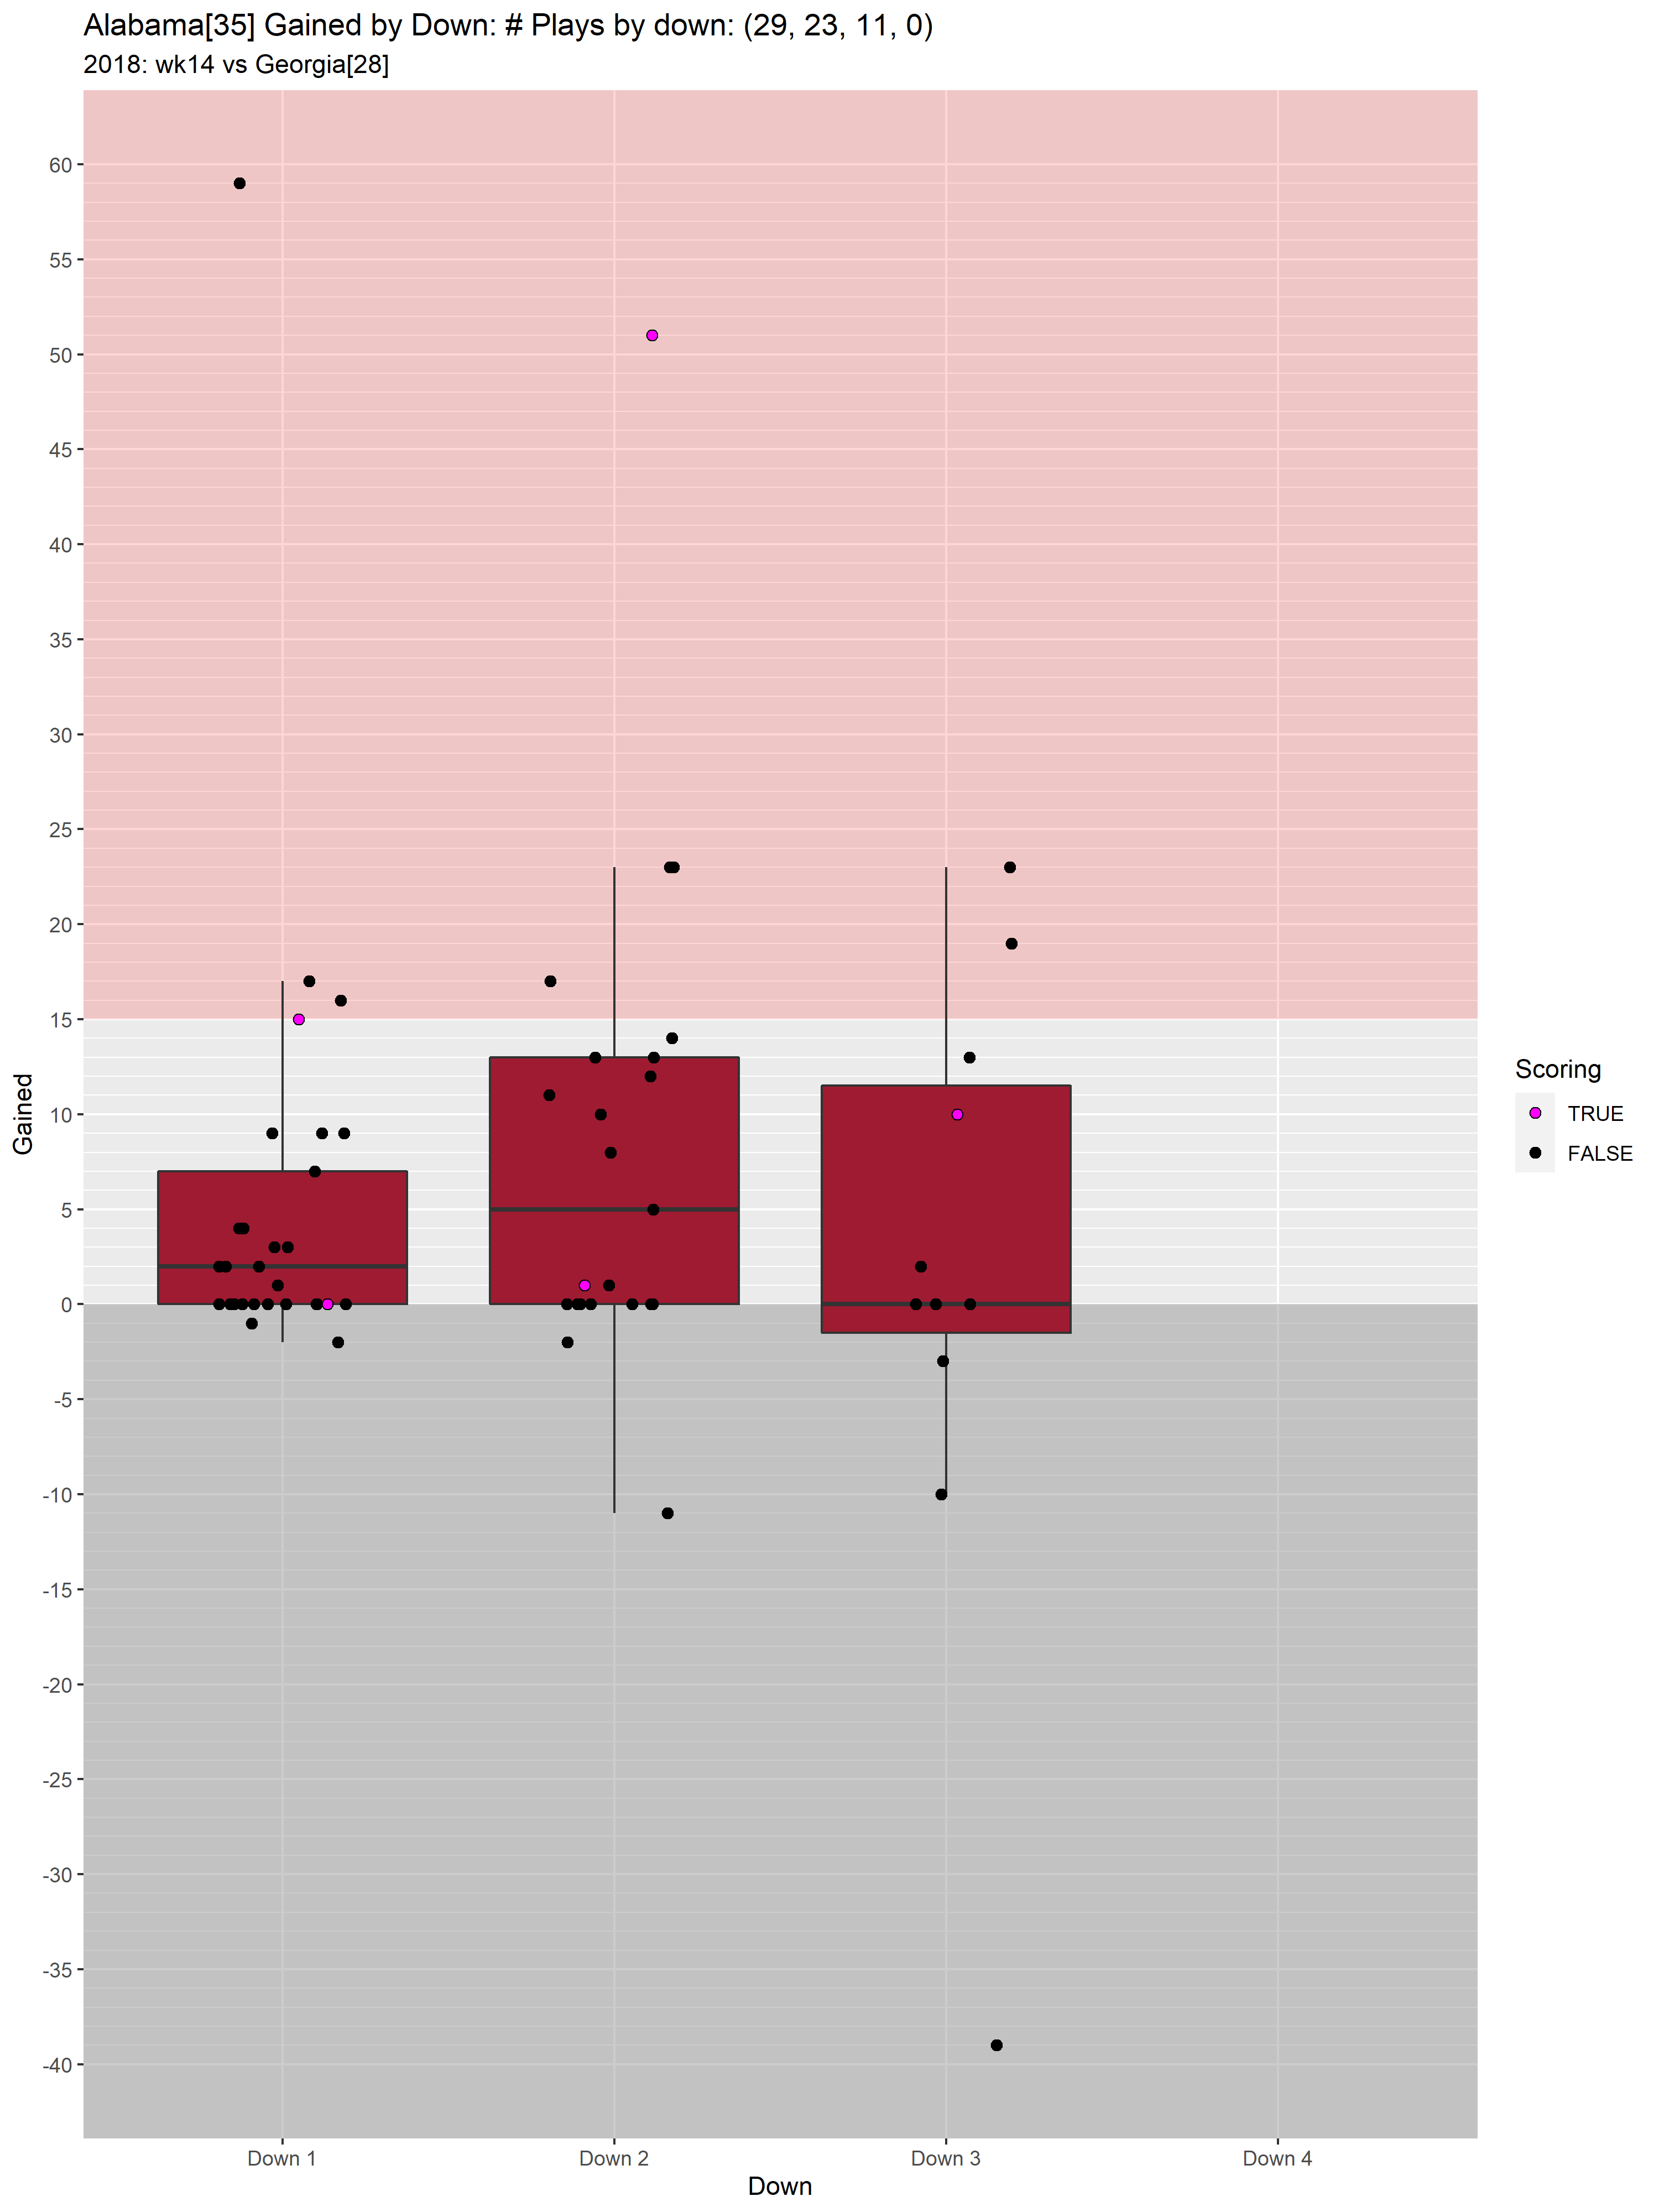 Alabama[35] Gained by Down: # Plays by down: (29, 23, 11, 0)
2018: wk14 vs Georgia[28]
60
55
50
45
40
35
30
25
20
15
10
5
0
-5
-10
-15
-20
-25
-30
-35
-40
Gained
Down 1
Down 2
Down 3
Down 4
Down
Scoring
TRUE
FALSE